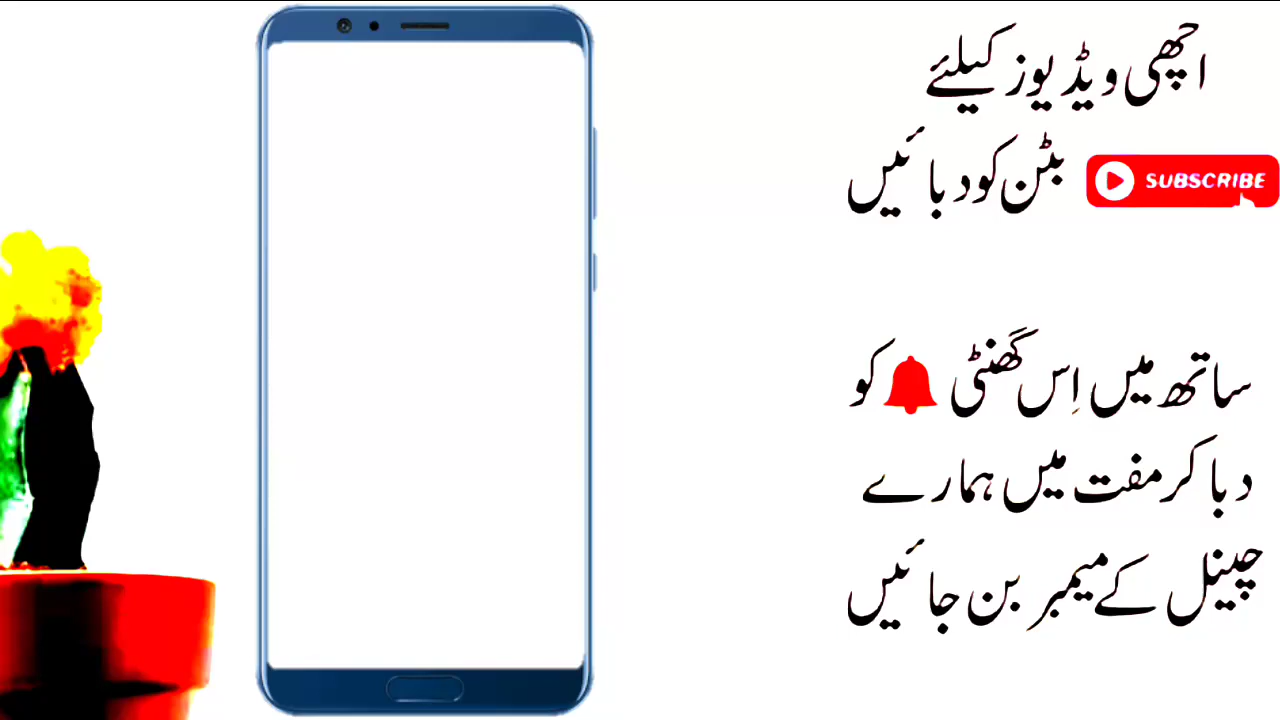 اچھی ویڈیوز کیلئے
SUBSCRIBE بٹن کو دبائیں
ساتھ میں اِس گھنٹی کو
دبا کر مفت میں ہمارے
چینل کے میمبر بن جائیں